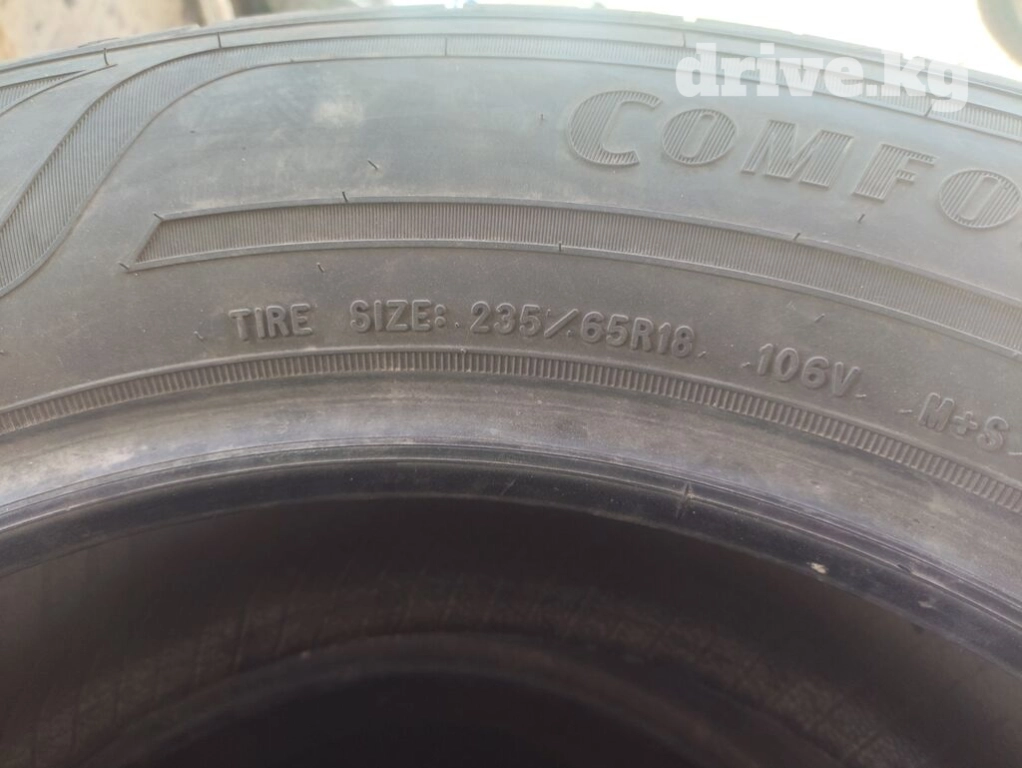 drive.kg
COMFO
TIRE SIZE: 235/65R18 106V M+S